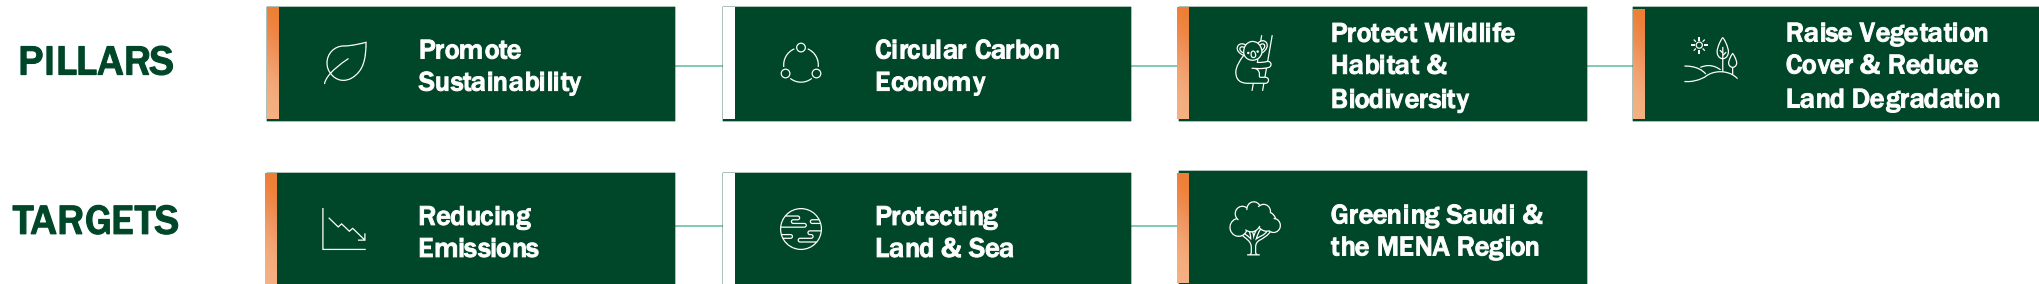 PILLARS
Promote
Sustainability
Circular Carbon
Economy
Protect Wildlife
Habitat &
Biodiversity
Raise Vegetation
Cover & Reduce
Land Degradation
TARGETS
Reducing
Emissions
Protecting
Land & Sea
Greening Saudi &
the MENA Region